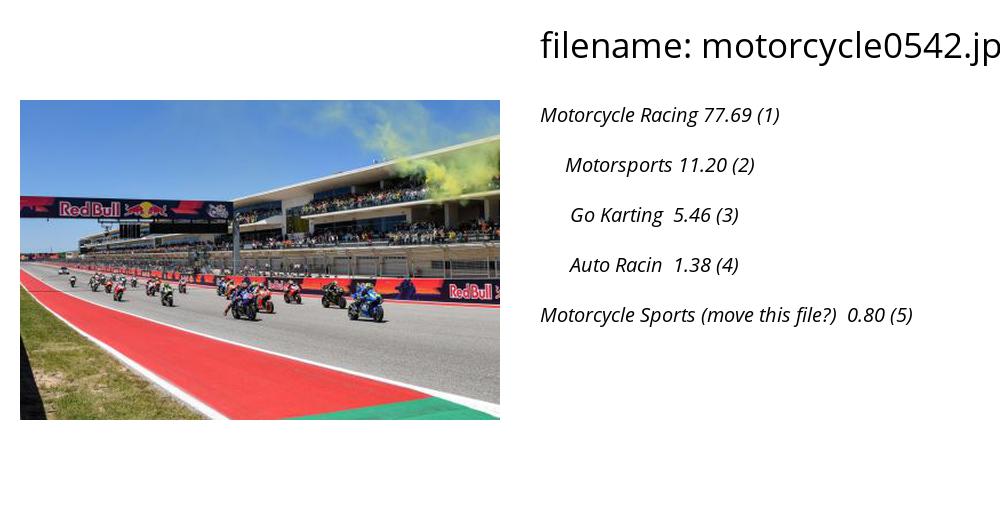 filename: motorcycle0542.jp
Motorcycle Racing 77.69 (1)
Motorsports 11.20 (2)
Go Karting 5.46 (3)
Auto Racin 1.38 (4)
Motorcycle Sports (move this file?) 0.80 (5)
Red Bull
Red Bull